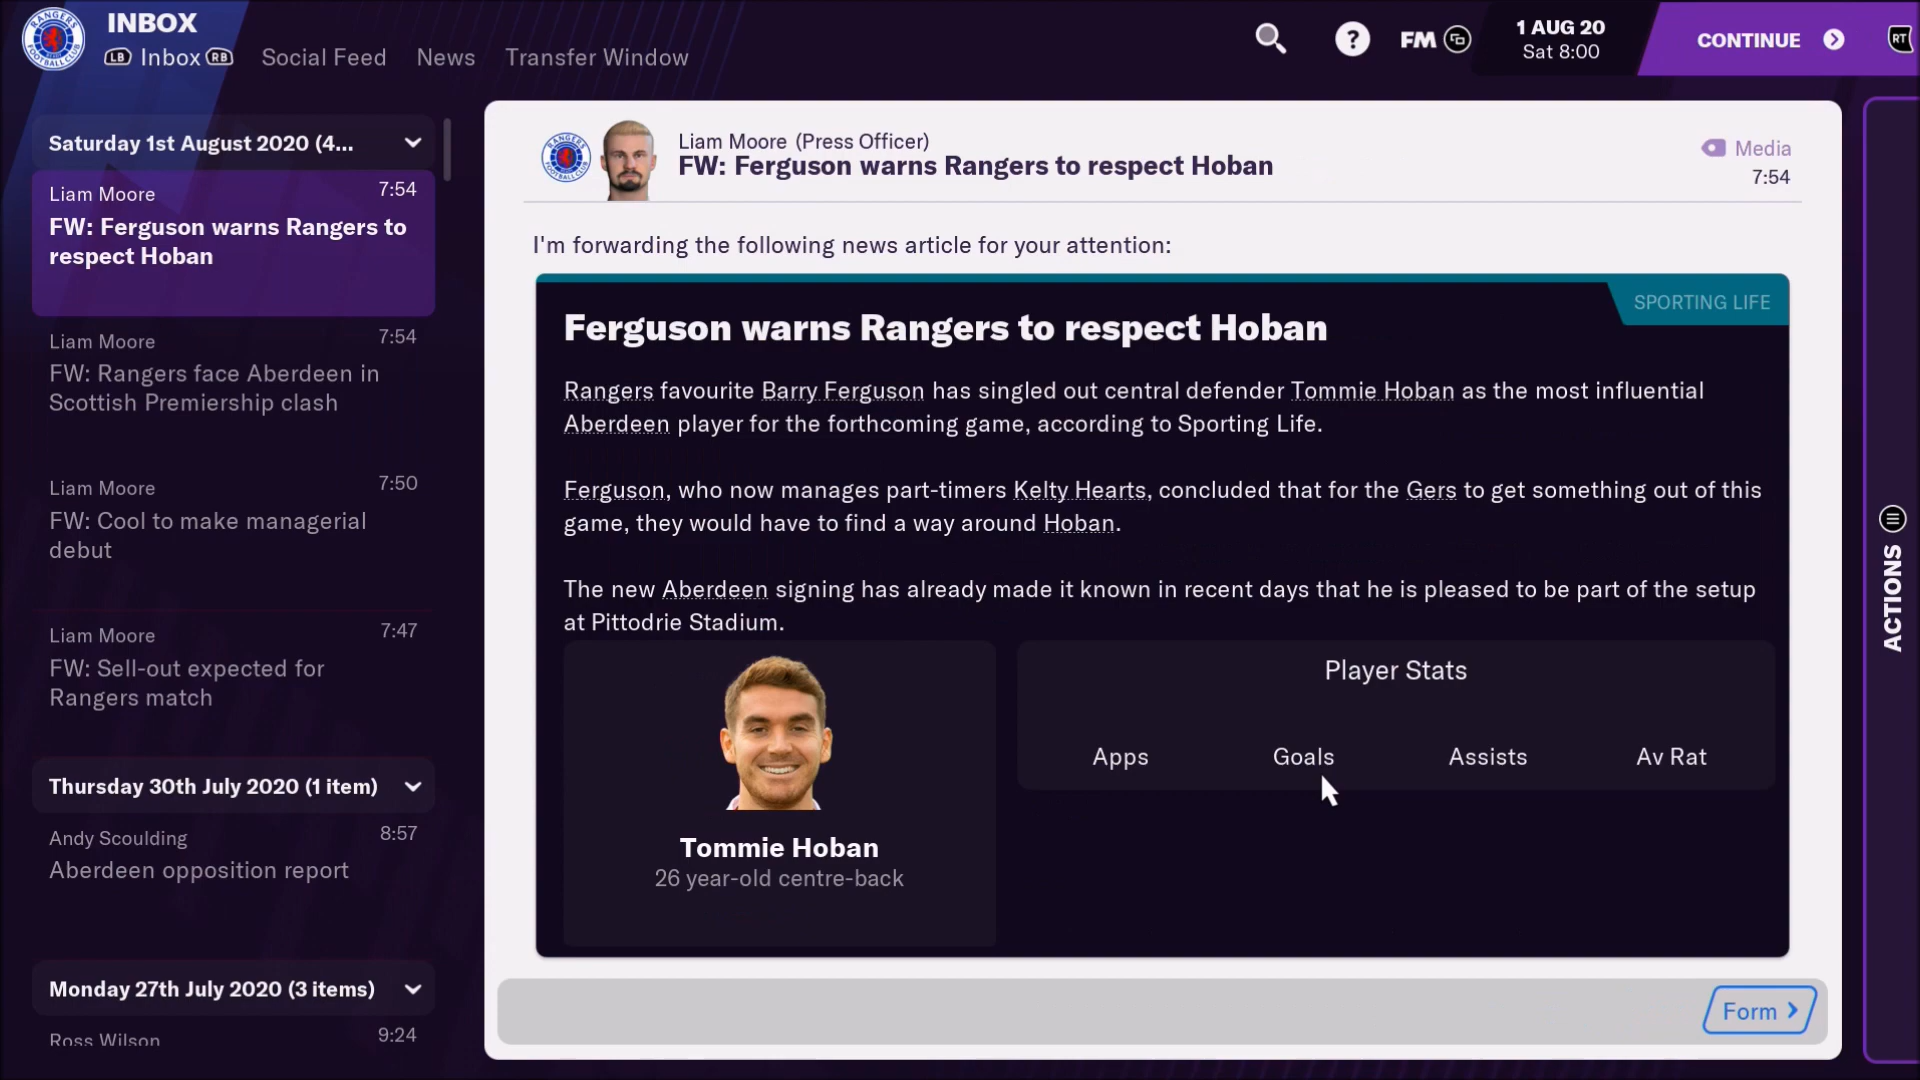 INBOX
LB Inbox RB
Social Feed
News
Transfer Window
FM
1 AUG 20
Sat 8:00
CONTINUE
RT
Saturday 1st August 2020 (4...
Liam Moore
7:54
FW: Ferguson warns Rangers to
respect Hoban
Liam Moore
7:54
FW: Rangers face Aberdeen in
Scottish Premiership clash
Liam Moore
7:50
FW: Cool to make managerial
debut
Liam Moore
7:47
FW: Sell-out expected for
Rangers match
Thursday 30th July 2020 (1 item)
Andy Scoulding
8:57
Aberdeen opposition report
Monday 27th July 2020 (3 items)
Ross Wilson
9:24
Liam Moore (Press Officer)
FW: Ferguson warns Rangers to respect Hoban
Media
7:54
I'm forwarding the following news article for your attention:
SPORTING LIFE
Ferguson warns Rangers to respect Hoban
Rangers favourite Barry Ferguson has singled out central defender Tommie Hoban as the most influential
Aberdeen player for the forthcoming game, according to Sporting Life.
Ferguson, who now manages part-timers Kelty Hearts, concluded that for the Gers to get something out of this
game, they would have to find a way around Hoban.
The new Aberdeen signing has already made it known in recent days that he is pleased to be part of the setup
at Pittodrie Stadium.
Tommie Hoban
26 year-old centre-back
Player Stats
Apps
Goals
Assists
Av Rat
Form
ACTIONS